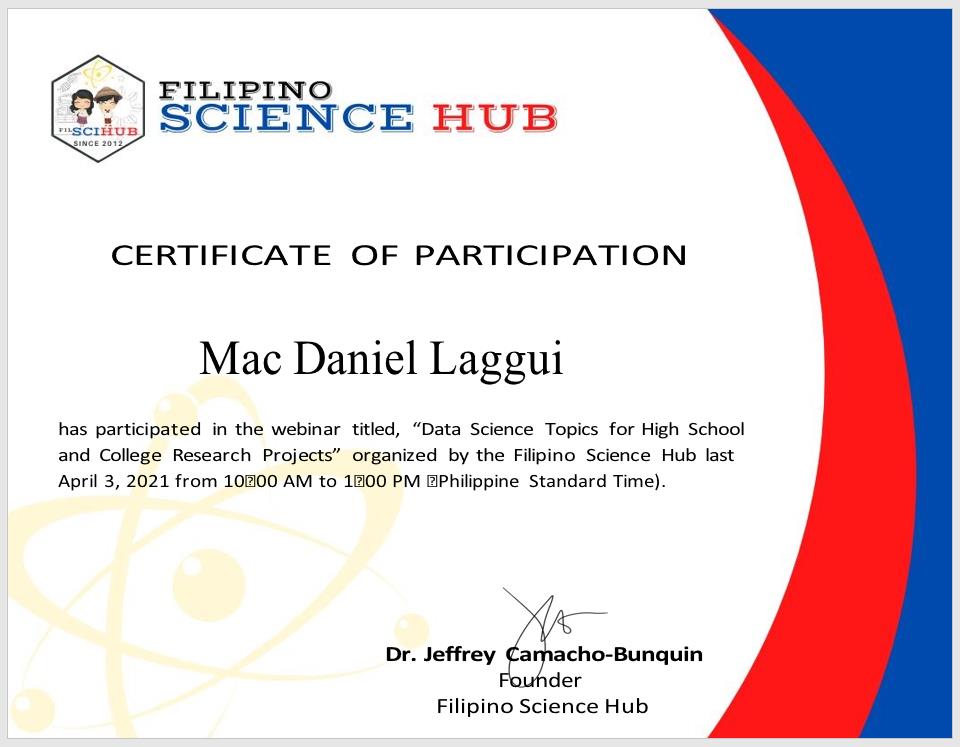 FILSCIHUB
SINCE 2012
FILIPINO
SCIENCE HUB
CERTIFICATE OF PARTICIPATION
Mac Daniel Laggui
has participated in the webinar titled, “Data Science Topics for High School
and College Research Projects” organized by the Filipino Science Hub last
April 3, 2021 from 10�00 AM to 1�00 PM �Philippine Standard Time).
Dr. Jeffrey Camacho-Bunquin
Founder
Filipino Science Hub